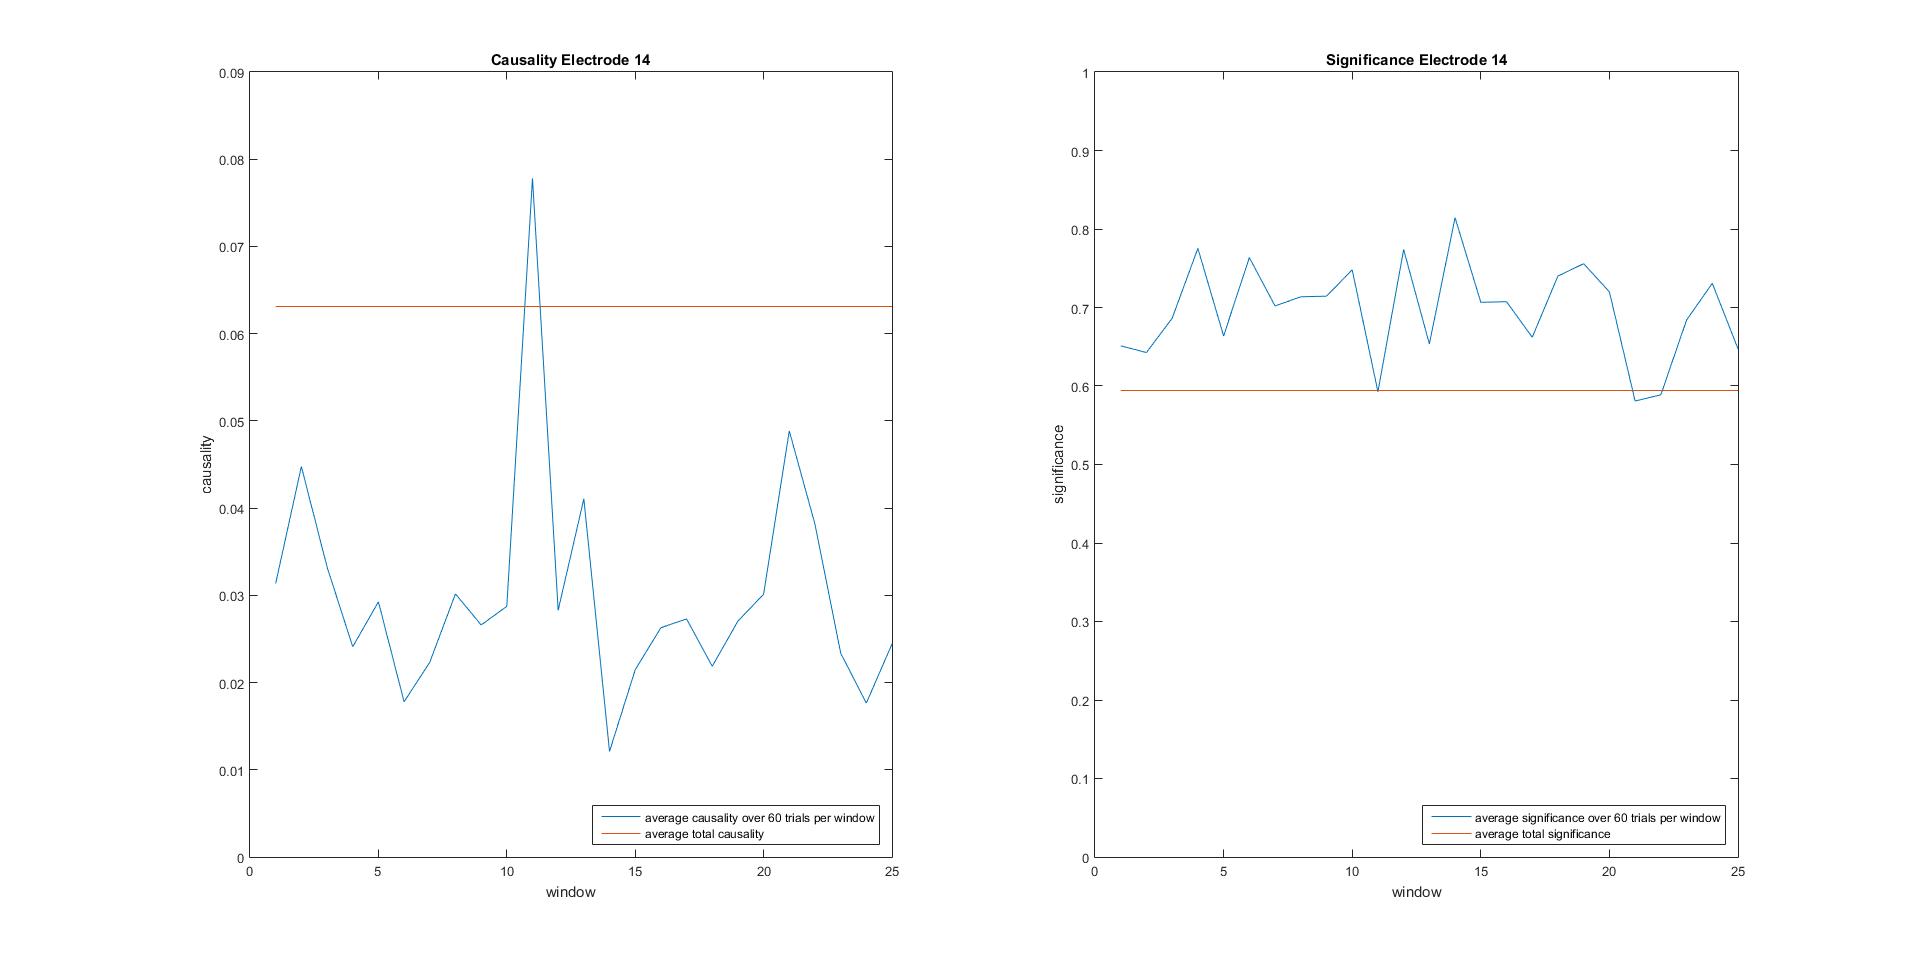 Causality Electrode 14
0.09
0.08
0.07
0.06
0.05
0.04
0.03
0.02
0.01
0
causality
0 5 10 15 20 25
window
average causality over 60 trials per window
average total causality
Significance Electrode 14
1
0.9
0.8
0.7
0.6
0.5
0.4
0.3
0.2
0.1
0
significance
0 5 10 15 20 25
window
average significance over 60 trials per window
average total significance